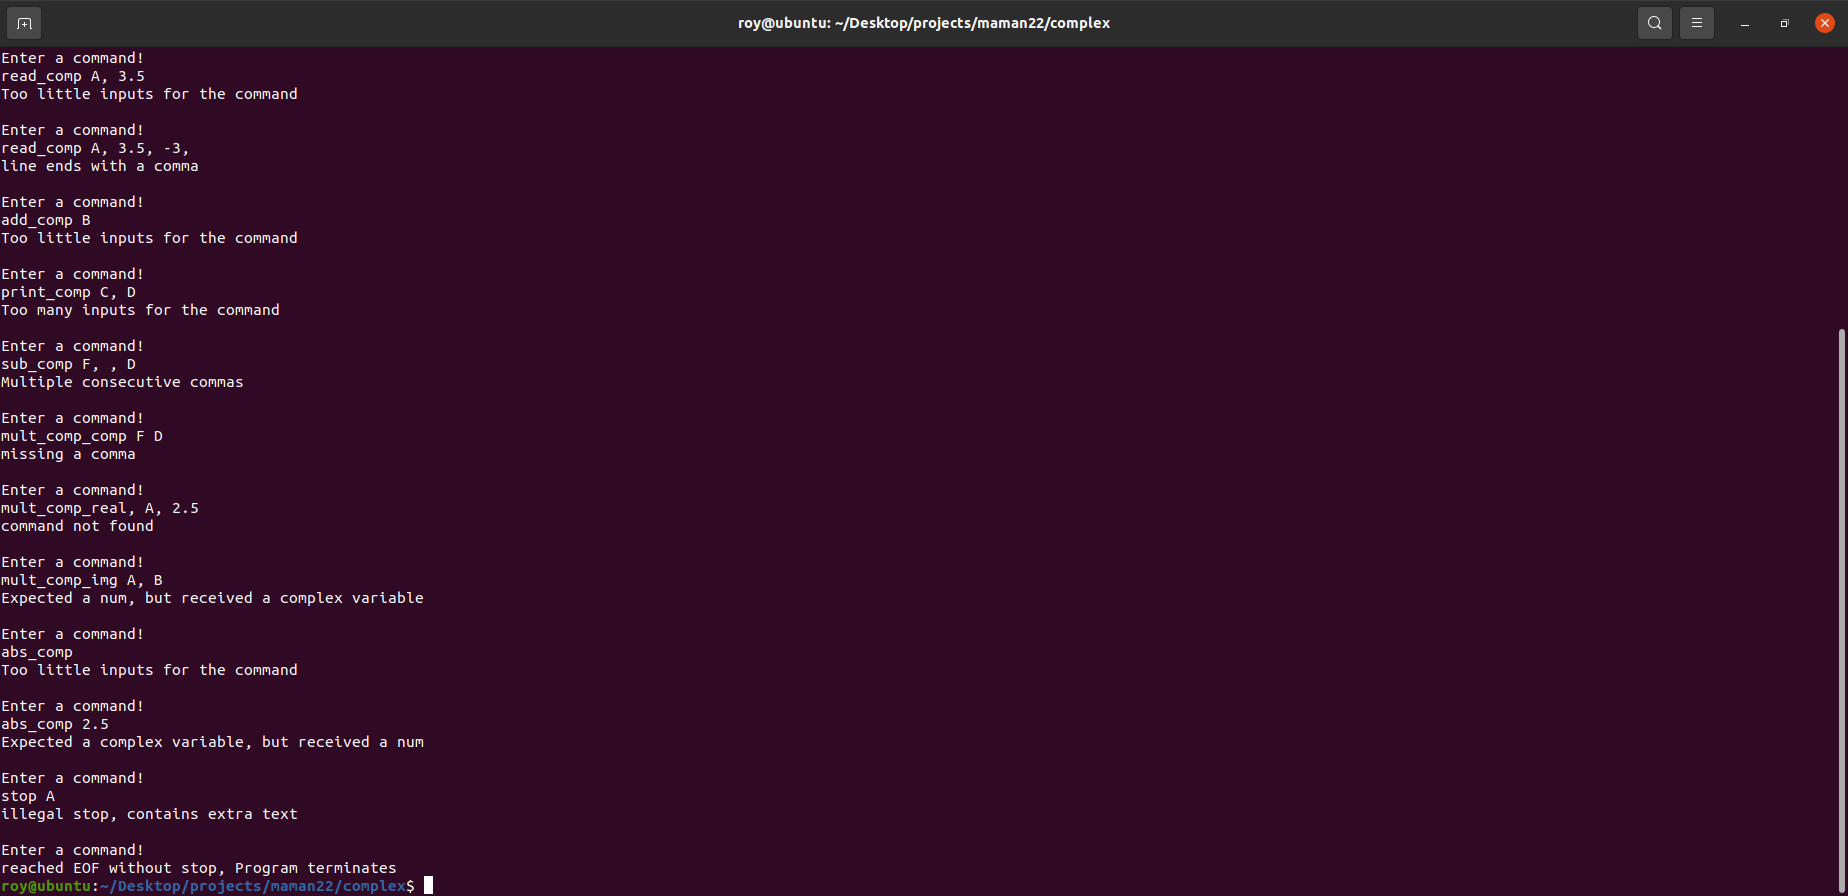 roy@ubuntu: ~/Desktop/projects/maman22/complex
Enter a command!
read_comp A, 3.5
Too little inputs for the command
Enter a command!
read_comp A, 3.5, -3,
line ends with a comma
Enter a command!
add_comp B
Too little inputs for the command
Enter a command!
print_comp C, D
Too many inputs for the command
Enter a command!
sub_comp F, , D
Multiple consecutive commas
Enter a command!
mult_comp_comp F D
missing a comma
Enter a command!
mult_comp_real, A, 2.5
command not found
Enter a command!
mult_comp_img A, B
Expected a num, but received a complex variable
Enter a command!
abs_comp
Too little inputs for the command
Enter a command!
abs_comp 2.5
Expected a complex variable, but received a num
Enter a command!
stop A
illegal stop, contains extra text
Enter a command!
reached EOF without stop, Program terminates
roy@ubuntu:~/Desktop/projects/maman22/complex$